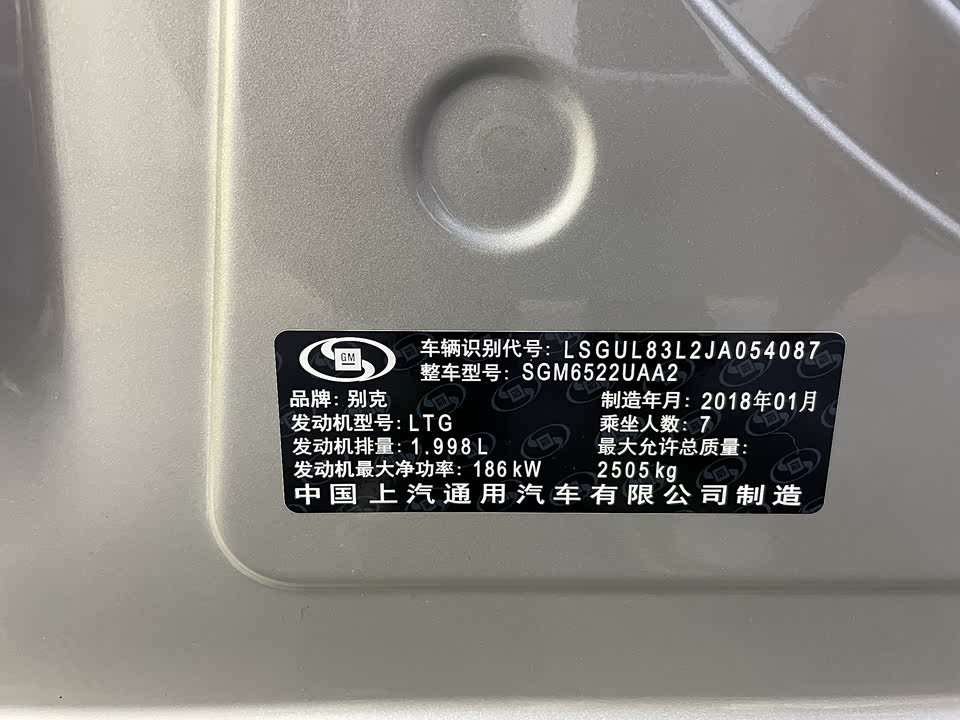 GM
车辆识别代号: LSGUL83L2JA054087
整车型号: SGM6522UAA2
品牌: 别克 制造年月: 2018年01月
发动机型号: LTG 乘坐人数: 7
发动机排量: 1.998L 最大允许总质量:
发动机最大净功率: 186kW 2505kg
中国上汽通用汽车有限公司制造